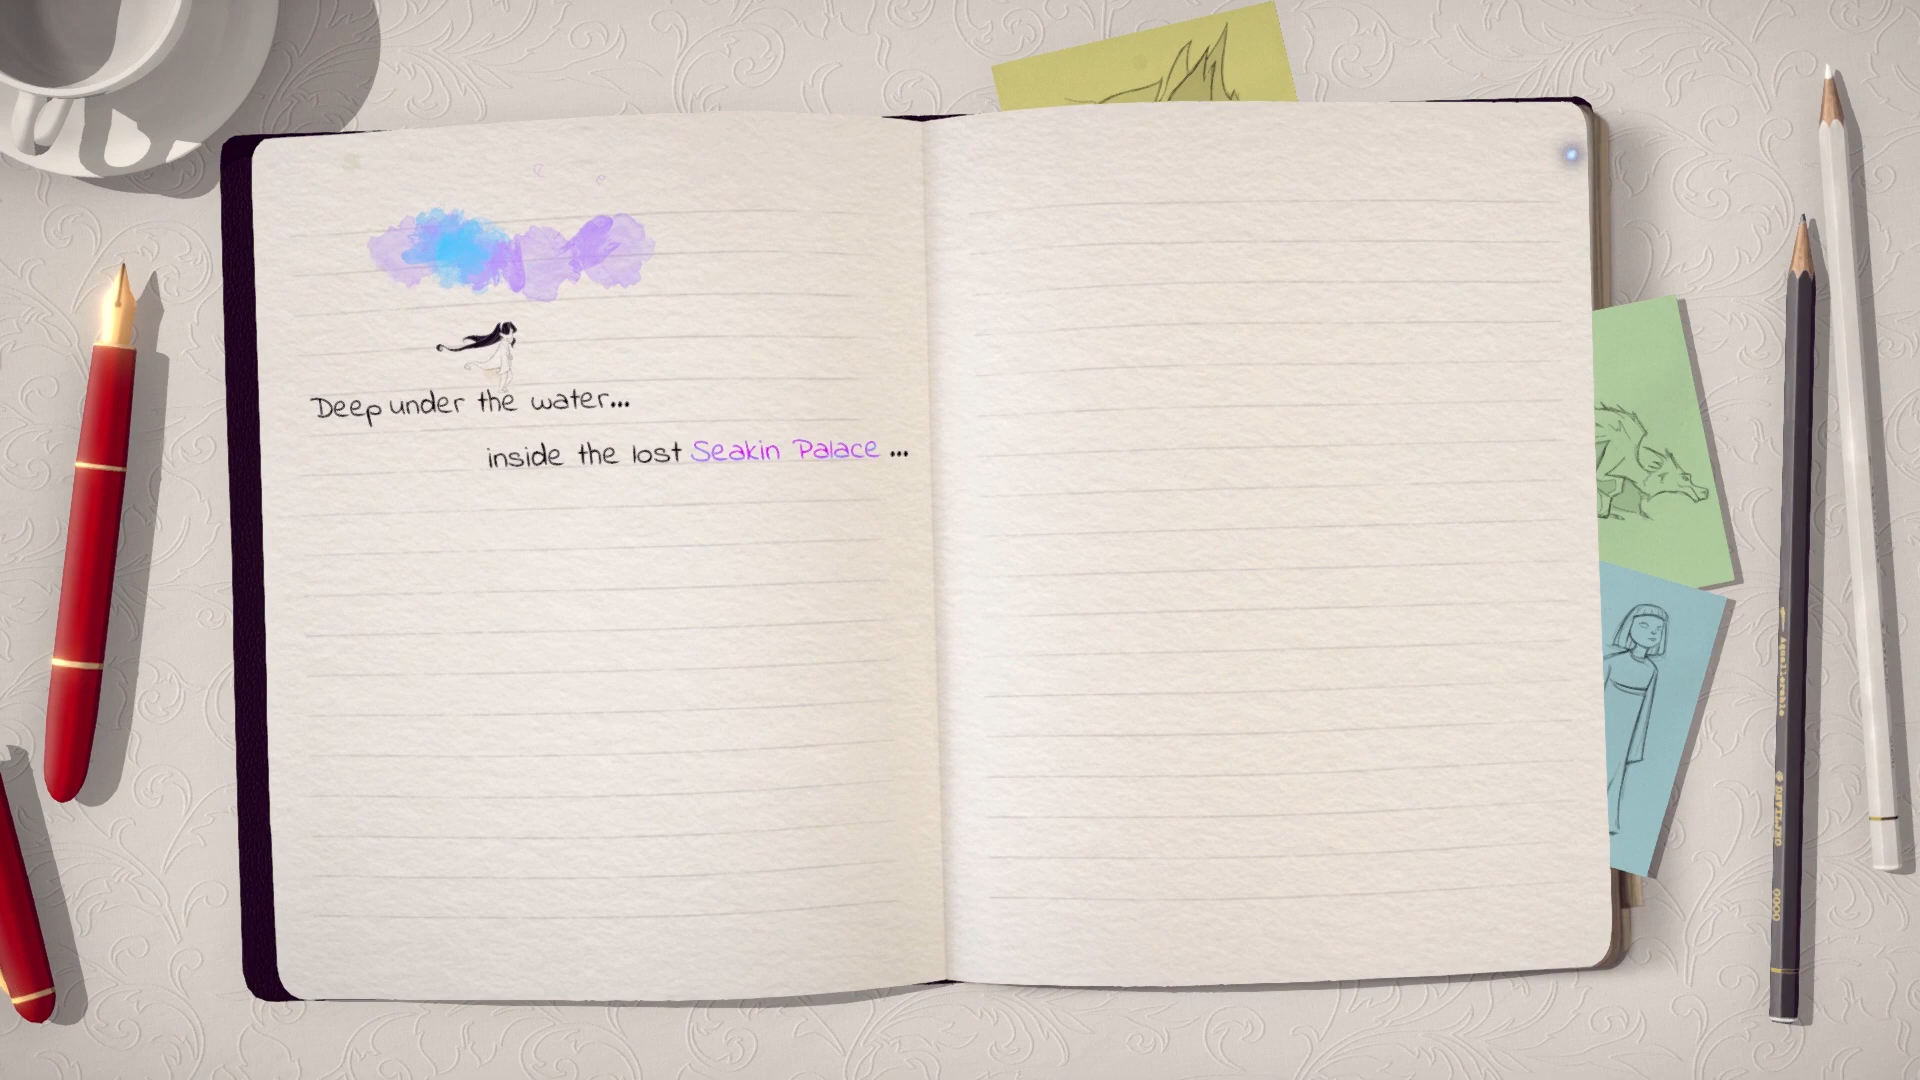 Deep under the water...
inside the lost Seakin Palace ...